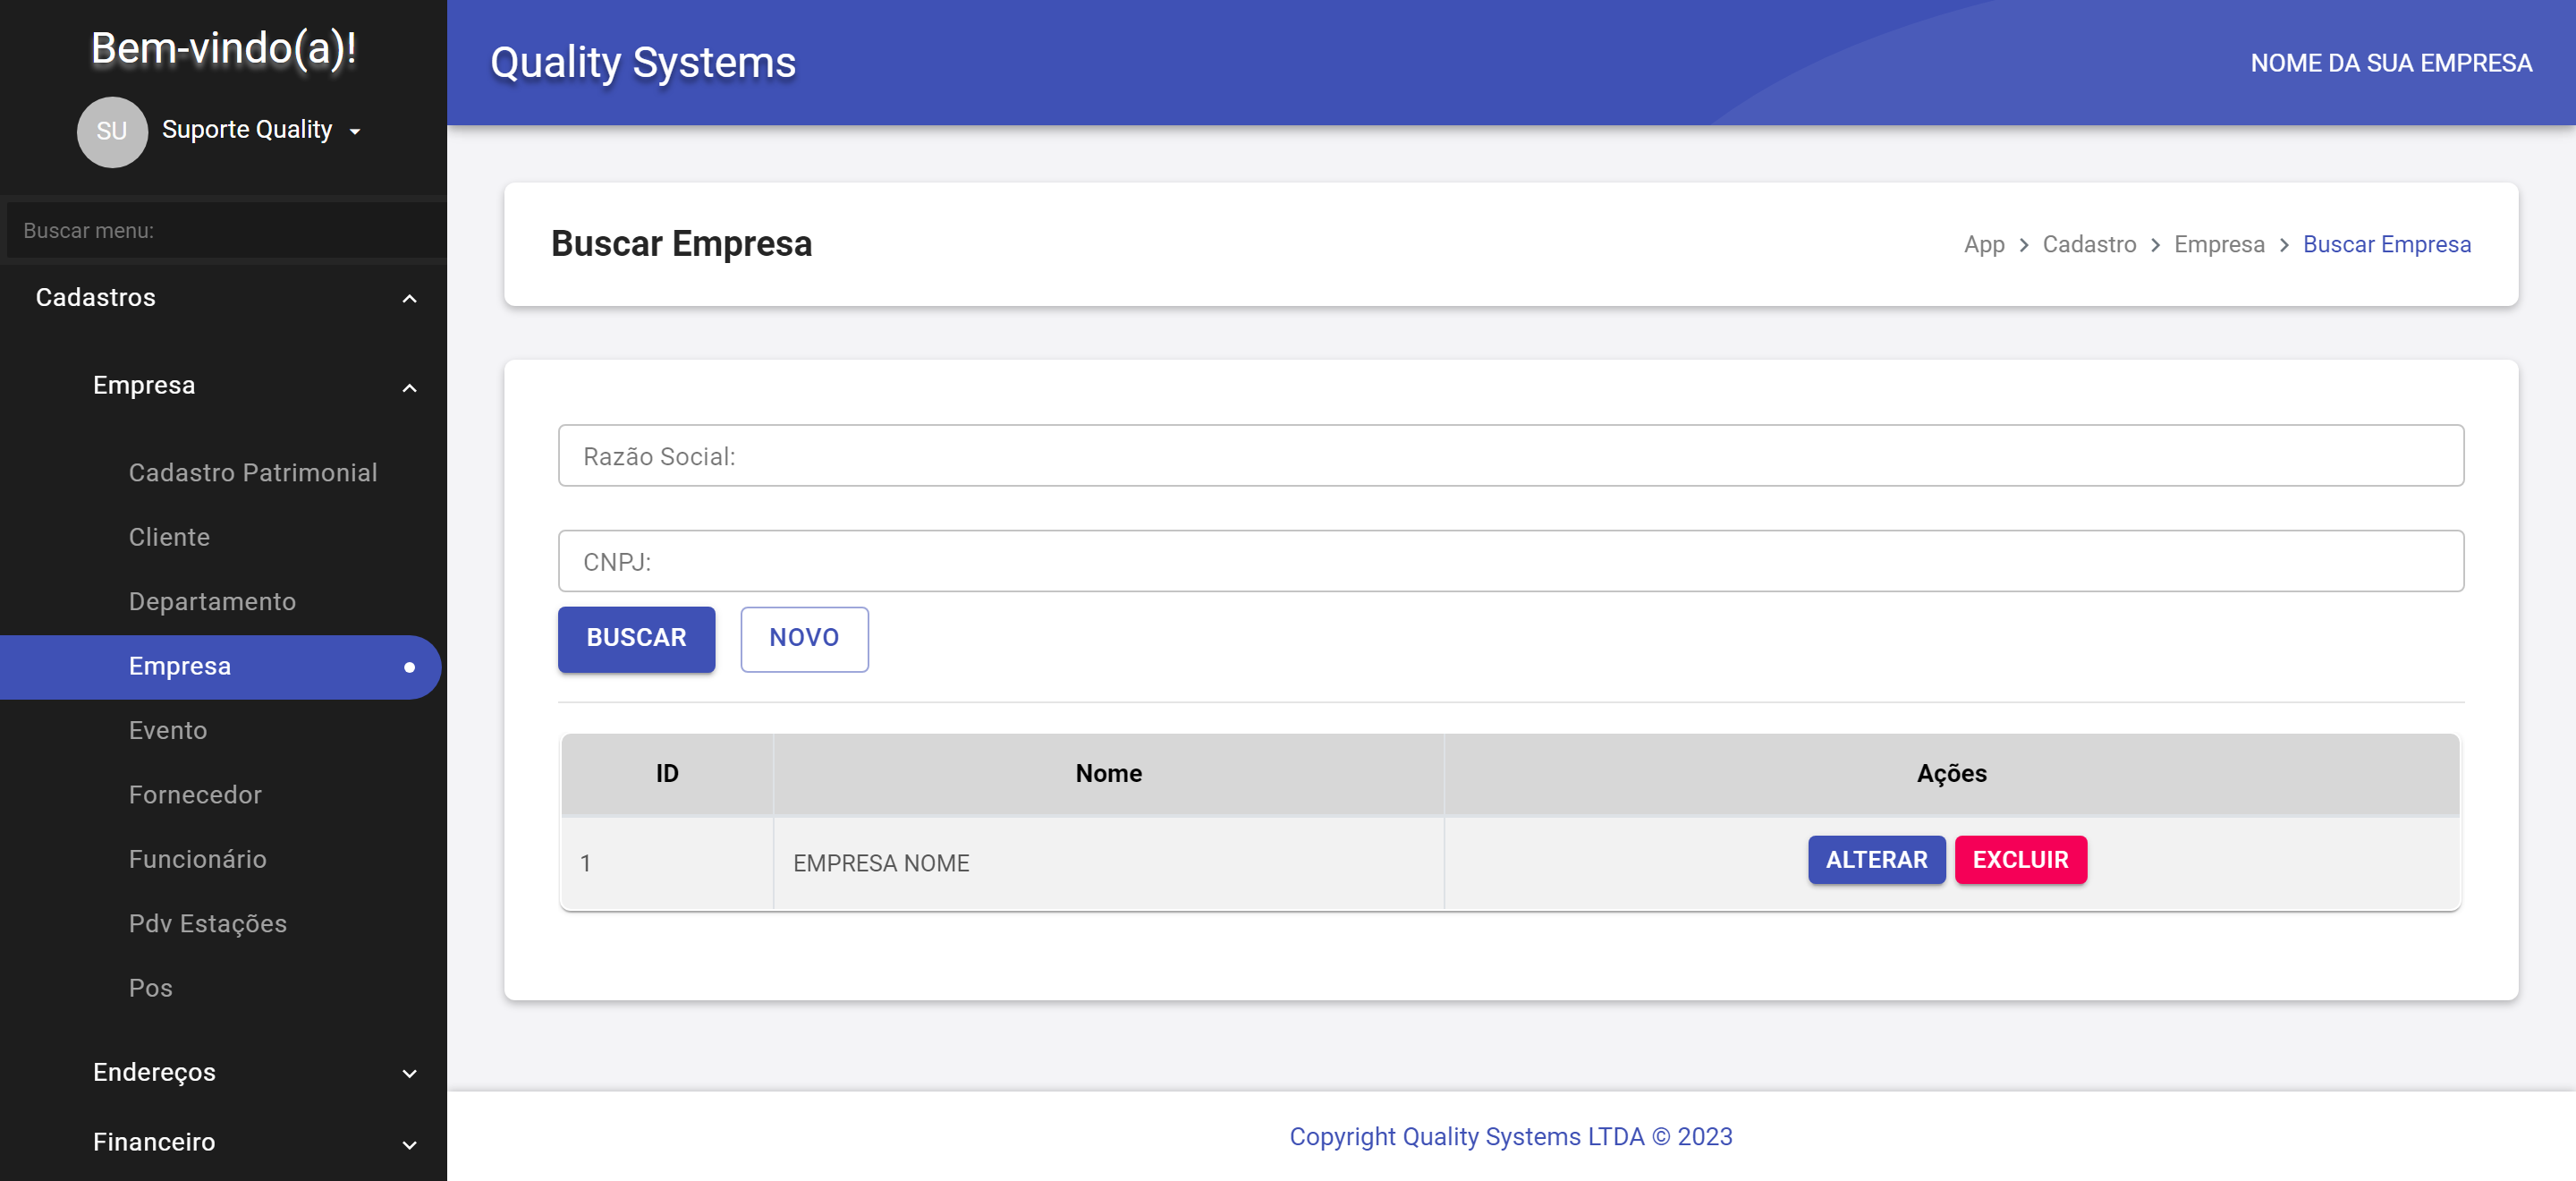 Bem-vindo(a)!
SU Suporte Quality
Buscar menu:
Cadastros
Empresa
Cadastro Patrimonial
Cliente
Departamento
Empresa
Evento
Fornecedor
Funcionário
Pdv Estações
Pos
Endereços
Financeiro
Quality Systems
NOME DA SUA EMPRESA
Buscar Empresa
App > Cadastro > Empresa > Buscar Empresa
Razão Social:
CNPJ:
BUSCAR NOVO
ID Nome Ações
1 EMPRESA NOME ALTERAR EXCLUIR
Copyright Quality Systems LTDA © 2023